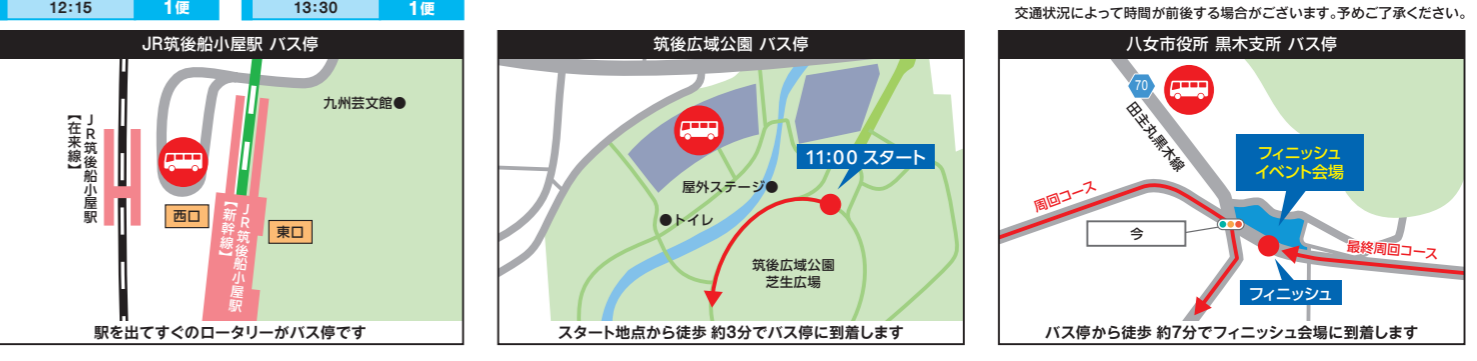 12:15 1便 13:30 1便
交通状況によって時間が前後する場合がございます。予めご了承ください。
JR筑後船小屋駅 バス停
九州芸文館●
JR筑後船小屋駅
【在来線】
西口
JR筑後船小屋駅
【新幹線】
東口
駅を出てすぐのロータリーがバス停です
筑後広域公園 バス停
11:00 スタート
屋外ステージ●
●トイレ
筑後広域公園
芝生広場
スタート地点から徒歩 約3分でバス停に到着します
八女市役所 黒木支所 バス停
70
田主丸黒木線
フィニッシュ
イベント会場
周回コース
今
最終周回コース
フィニッシュ
バス停から徒歩 約7分でフィニッシュ会場に到着します